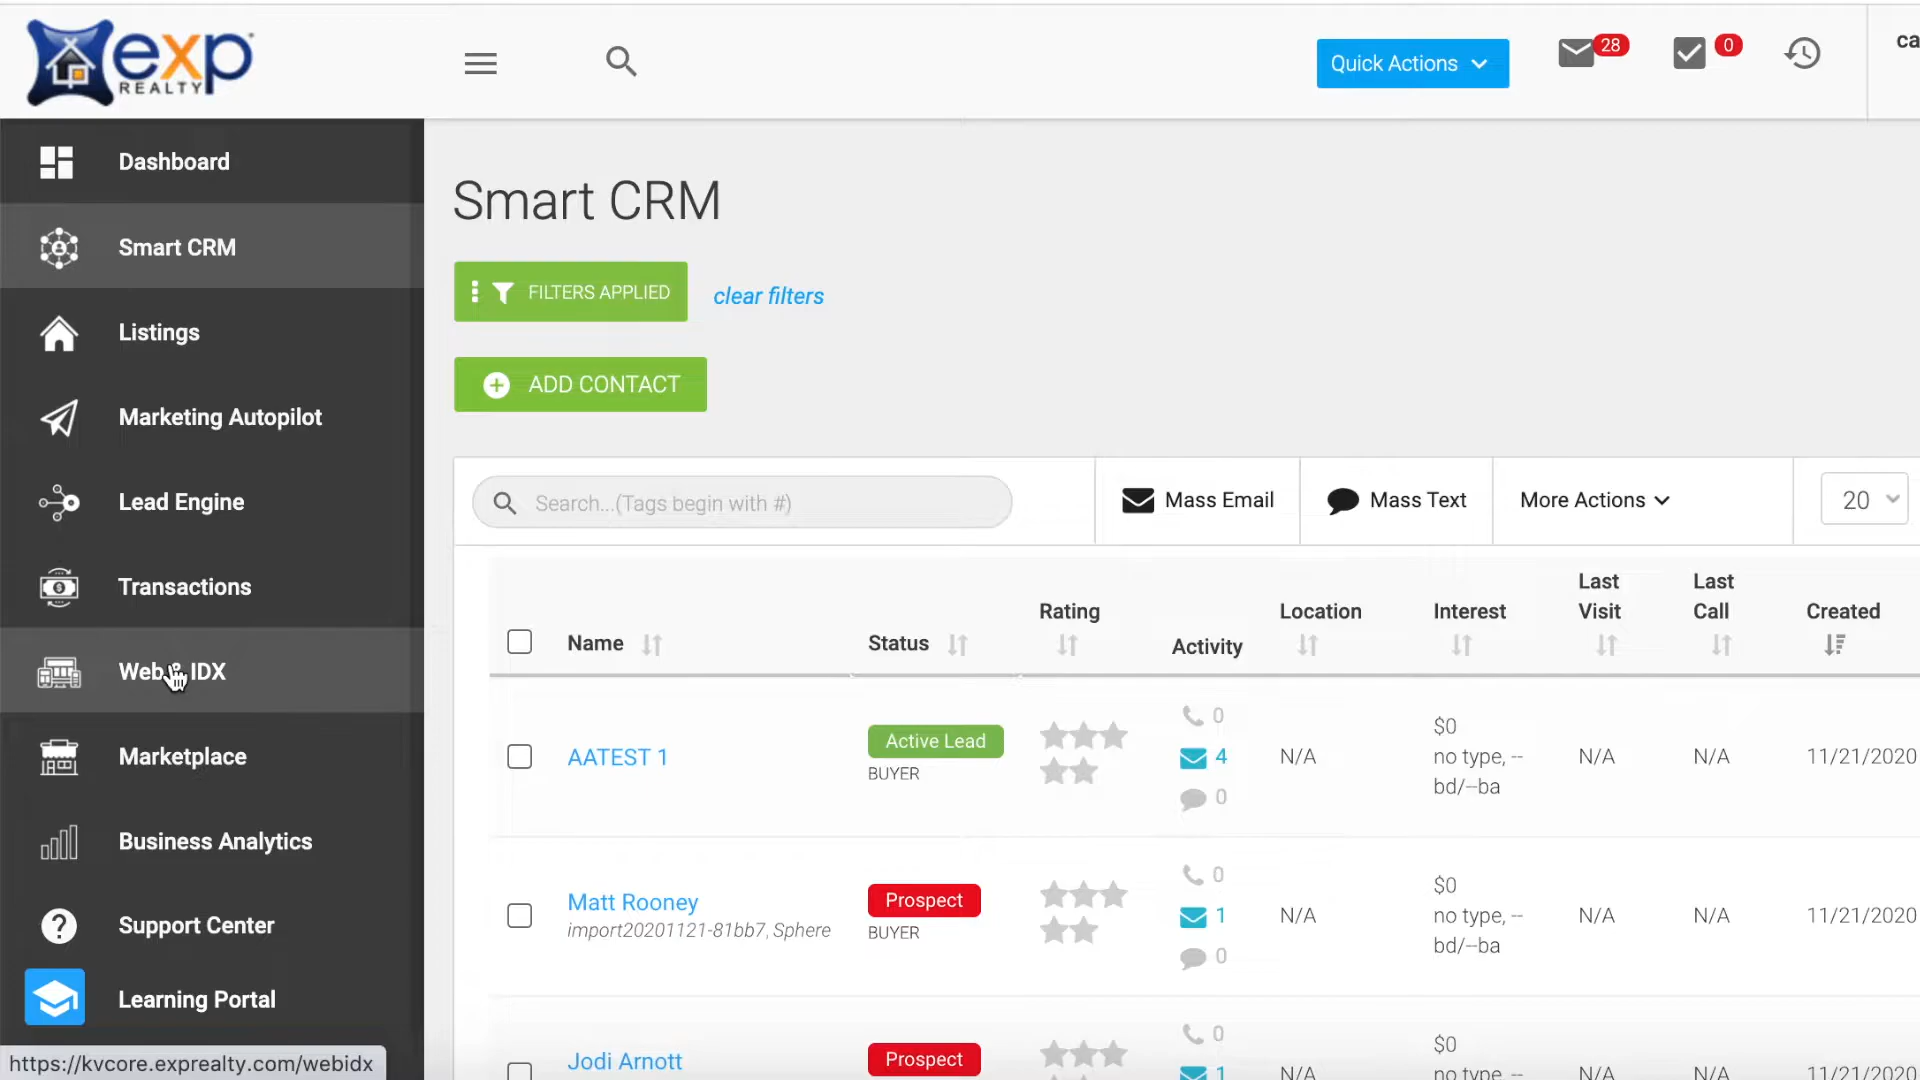 exp
REALTY
Quick Actions
28
0
ca
Dashboard
Smart CRM
Listings
Marketing Autopilot
Lead Engine
Transactions
Web & IDX
Marketplace
Business Analytics
Support Center
Learning Portal
https://kvcore.exprealty.com/webidx
Smart CRM
FILTERS APPLIED
clear filters
ADD CONTACT
Search...(Tags begin with #)
Mass Email
Mass Text
More Actions
20
Name
Status
Rating
Activity
Location
Interest
Last
Visit
Last
Call
Created
AATEST 1
Active Lead
BUYER
0
4
0
N/A
$0
no type, --
bd/--ba
N/A
N/A
11/21/2020
Matt Rooney
import20201121-81bb7, Sphere
Prospect
BUYER
0
1
0
N/A
$0
no type, --
bd/--ba
N/A
N/A
11/21/2020
Jodi Arnott
Prospect
0
1
N/A
$0
no type, --
N/A
N/A
11/21/2020